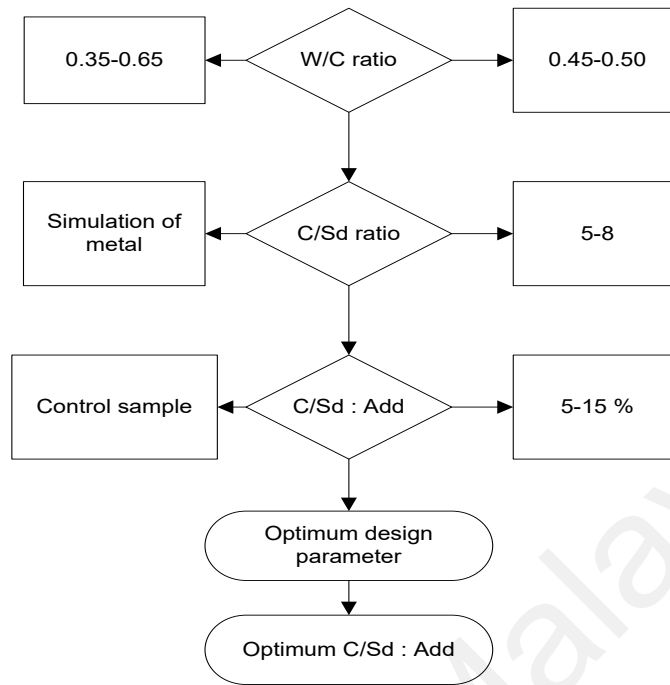 0.35-0.65
W/C ratio
0.45-0.50
Simulation of
metal
C/Sd ratio
5-8
Control sample
C/Sd : Add
5-15 %
Optimum design
parameter
Optimum C/Sd : Add
Malay